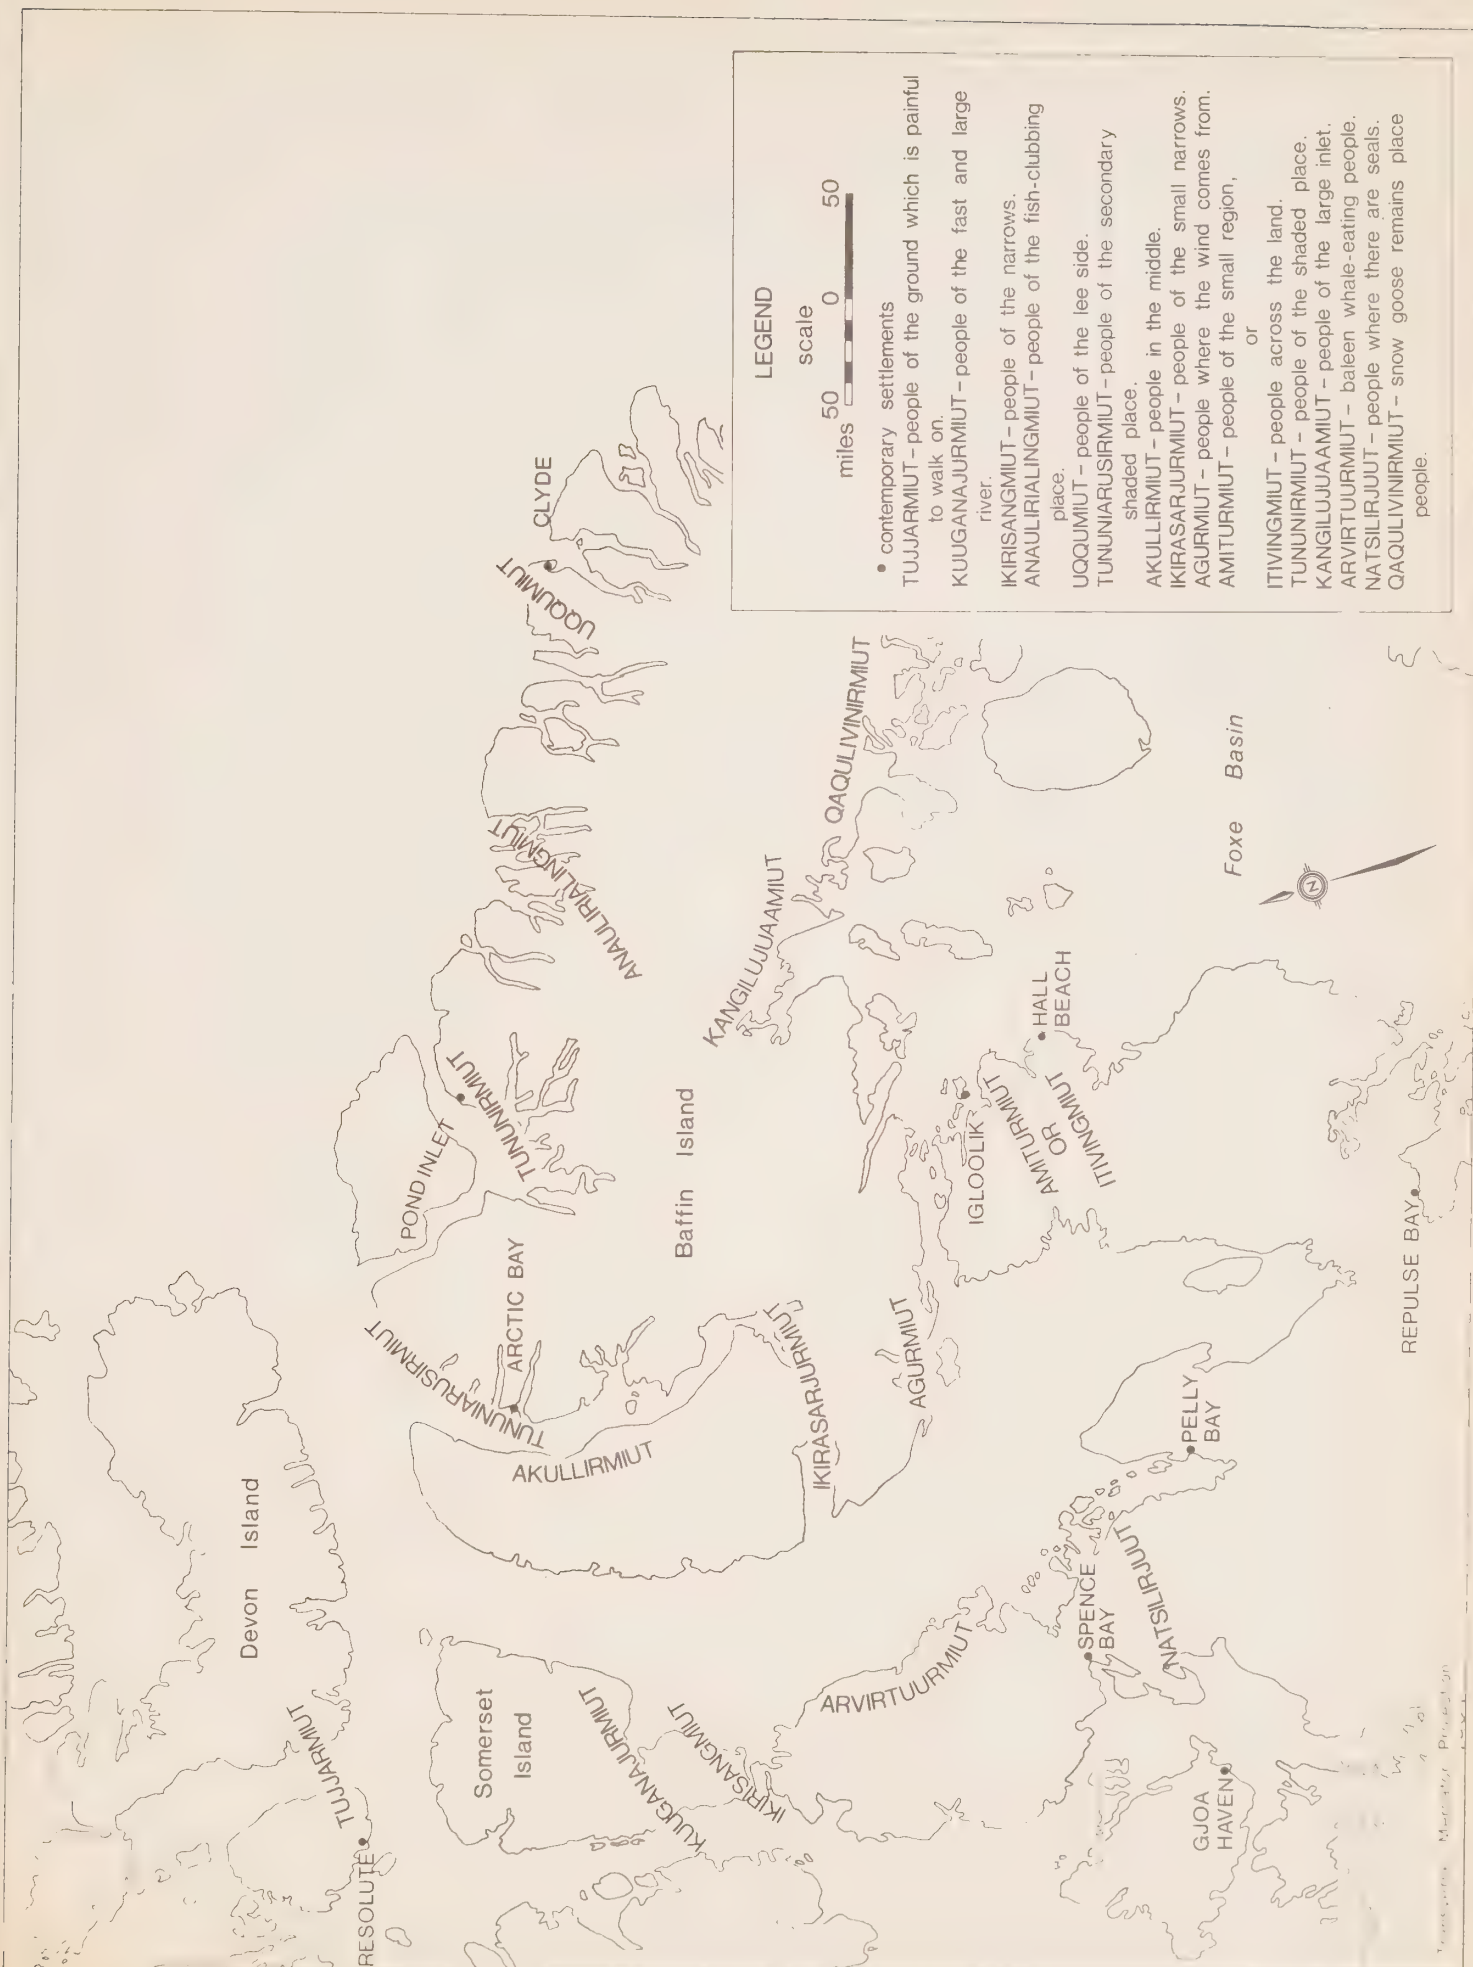 LEGEND
scale
miles 50 0 50
• contemporary settlements
TUJJARMIUT-people of the ground which is painful
to walk on.
KUUGANAJURMIUT-people of the fast and large
river.
IKIRISANGMIUT-people of the narrows.
ANAULIRIALINGMIUT-people of the fish-clubbing
place.
UQQUMIUT-people of the lee side.
TUNUNIARUSIRMIUT-people of the secondary
shaded place.
AKULLIRMIUT-people in the middle.
IKIRASARJURMIUT-people of the small narrows.
AGURMIUT-people where the wind comes from.
AMITURMIUT-people of the small region,
or
ITIVINGMIUT-people across the land.
TUNUNIRMIUT-people of the shaded place.
KANGILUJUAAMIUT-people of the large inlet.
ARVIRTUURMIUT-baleen whale-eating people.
NATSILIRJUUT-people where there are seals.
QAQULIVINIRMIUT-snow goose remains place
people.
RESOLUTE
TUJJARMIUT
Devon Island
Somerset
Island
KUUGANAJURMIUT
IKIRISANGMIUT
ARVIRTUURMIUT
SPENCE
BAY
NATSILIRJUUT
GJOA
HAVEN
PELLY
BAY
REPULSE BAY
AKULLIRMIUT
TUNUNIARUSIRMIUT
ARCTIC BAY
IKIRASARJURMIUT
AGURMIUT
POND INLET
TUNUNIRMIUT
Baffin Island
IGLOOLIK
AMITURMIUT
OR
ITIVINGMIUT
HALL
BEACH
KANGILUJUAAMIUT
ANAULIRIALINGMIUT
QAQULIVINIRMIUT
UQQUMIUT
CLYDE
Foxe Basin
N